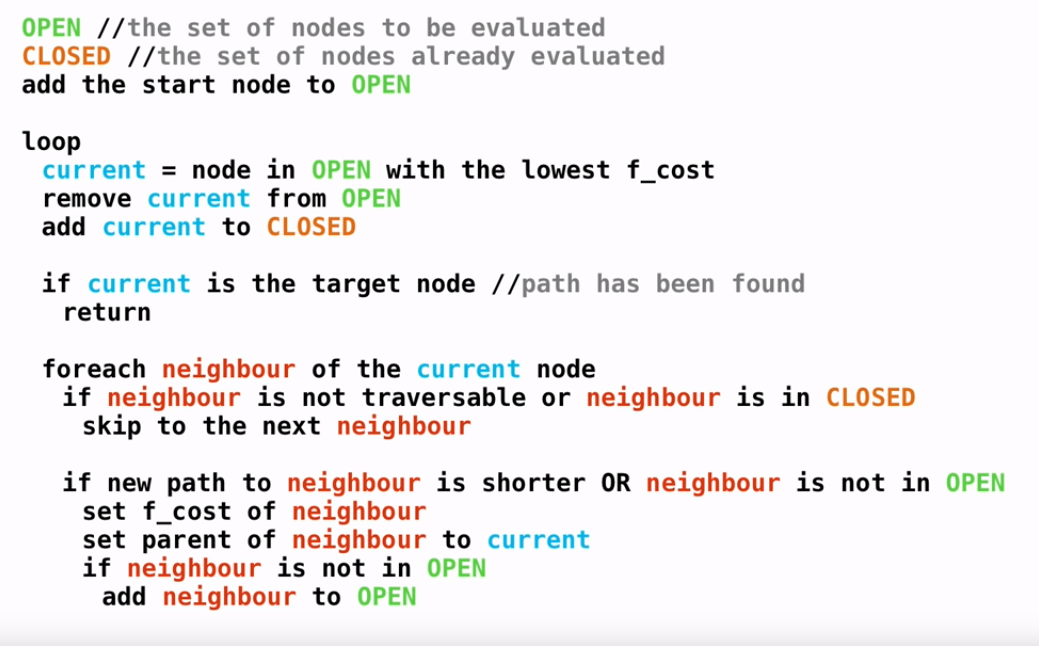 OPEN //the set of nodes to be evaluated
CLOSED //the set of nodes already evaluated
add the start node to OPEN
loop
current = node in OPEN with the lowest f_cost
remove current from OPEN
add current to CLOSED
if current is the target node //path has been found
return
foreach neighbour of the current node
if neighbour is not traversable or neighbour is in CLOSED
skip to the next neighbour
if new path to neighbour is shorter OR neighbour is not in OPEN
set f_cost of neighbour
set parent of neighbour to current
if neighbour is not in OPEN
add neighbour to OPEN